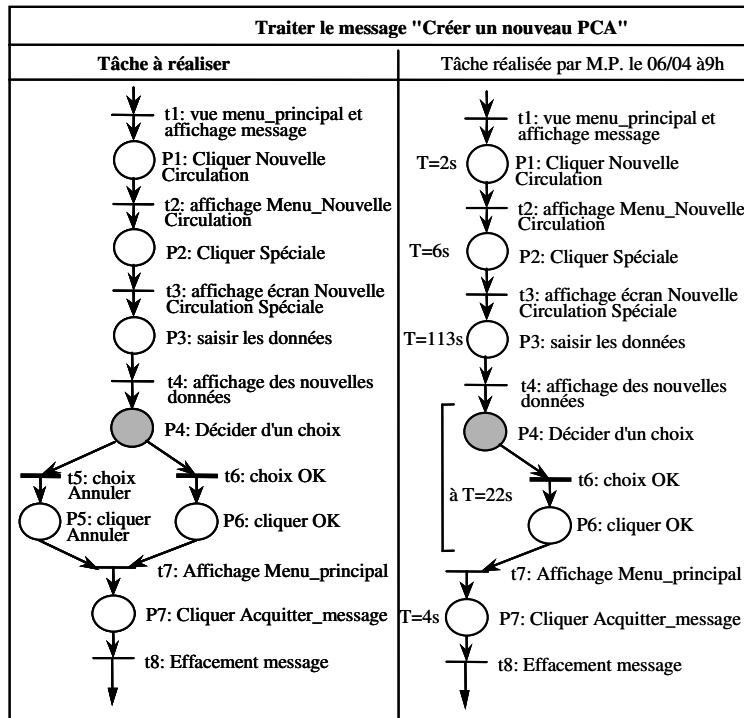 Traiter le message "Créer un nouveau PCA"
Tâche à réaliser
t1: vue menu_principal et
affichage message
P1: Cliquer Nouvelle
Circulation
t2: affichage Menu_Nouvelle
Circulation
P2: Cliquer Spéciale
t3: affichage écran Nouvelle
Circulation Spéciale
P3: saisir les données
t4: affichage des nouvelles
données
P4: Décider d'un choix
t5: choix
Annuler
t6: choix OK
P5: cliquer
Annuler
P6: cliquer OK
t7: Affichage Menu_principal
P7: Cliquer Acquitter_message
t8: Effacement message
Tâche réalisée par M.P. le 06/04 à9h
t1: vue menu_principal et
affichage message
T=2s
P1: Cliquer Nouvelle
Circulation
t2: affichage Menu_Nouvelle
Circulation
T=6s
P2: Cliquer Spéciale
t3: affichage écran Nouvelle
Circulation Spéciale
T=113s
P3: saisir les données
t4: affichage des nouvelles
données
P4: Décider d'un choix
t6: choix OK
à T=22s
P6: cliquer OK
t7: Affichage Menu_principal
T=4s
P7: Cliquer Acquitter_message
t8: Effacement message